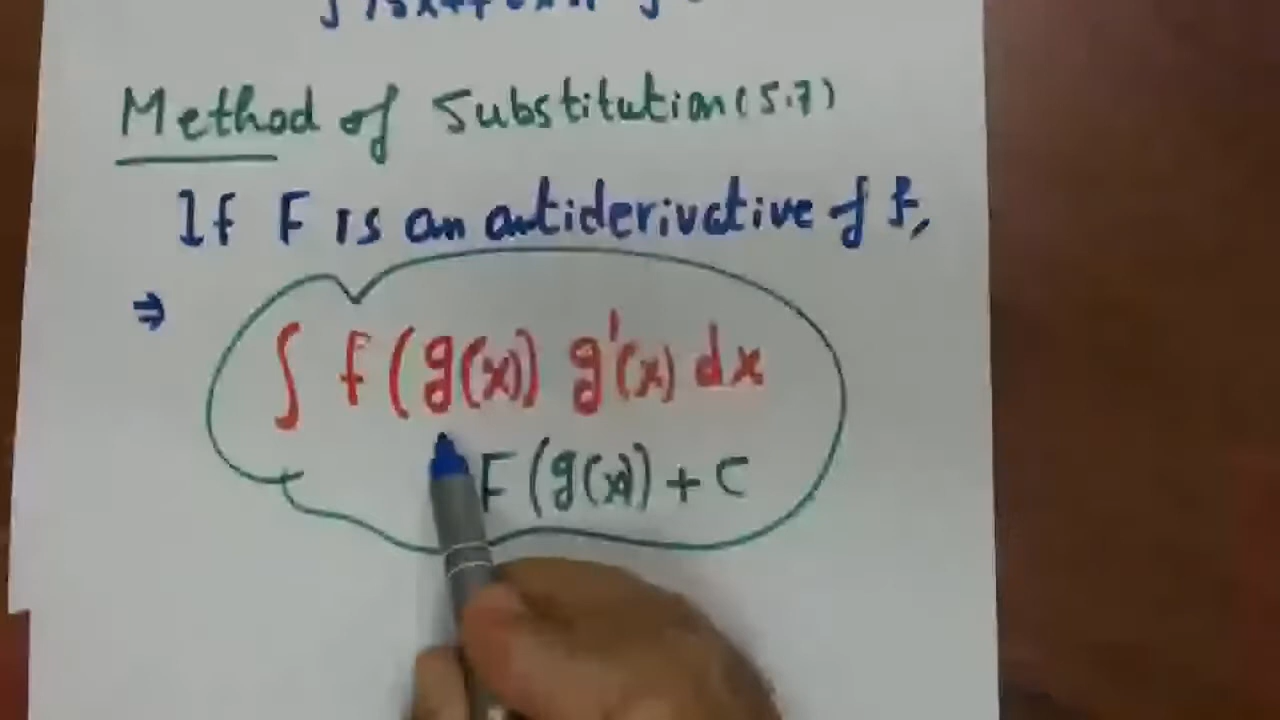 Method of Substitution (5.7)
If F is an antiderivative of f,
⇒
∫ f(g(x)) g'(x) dx
F(g(x)) + C